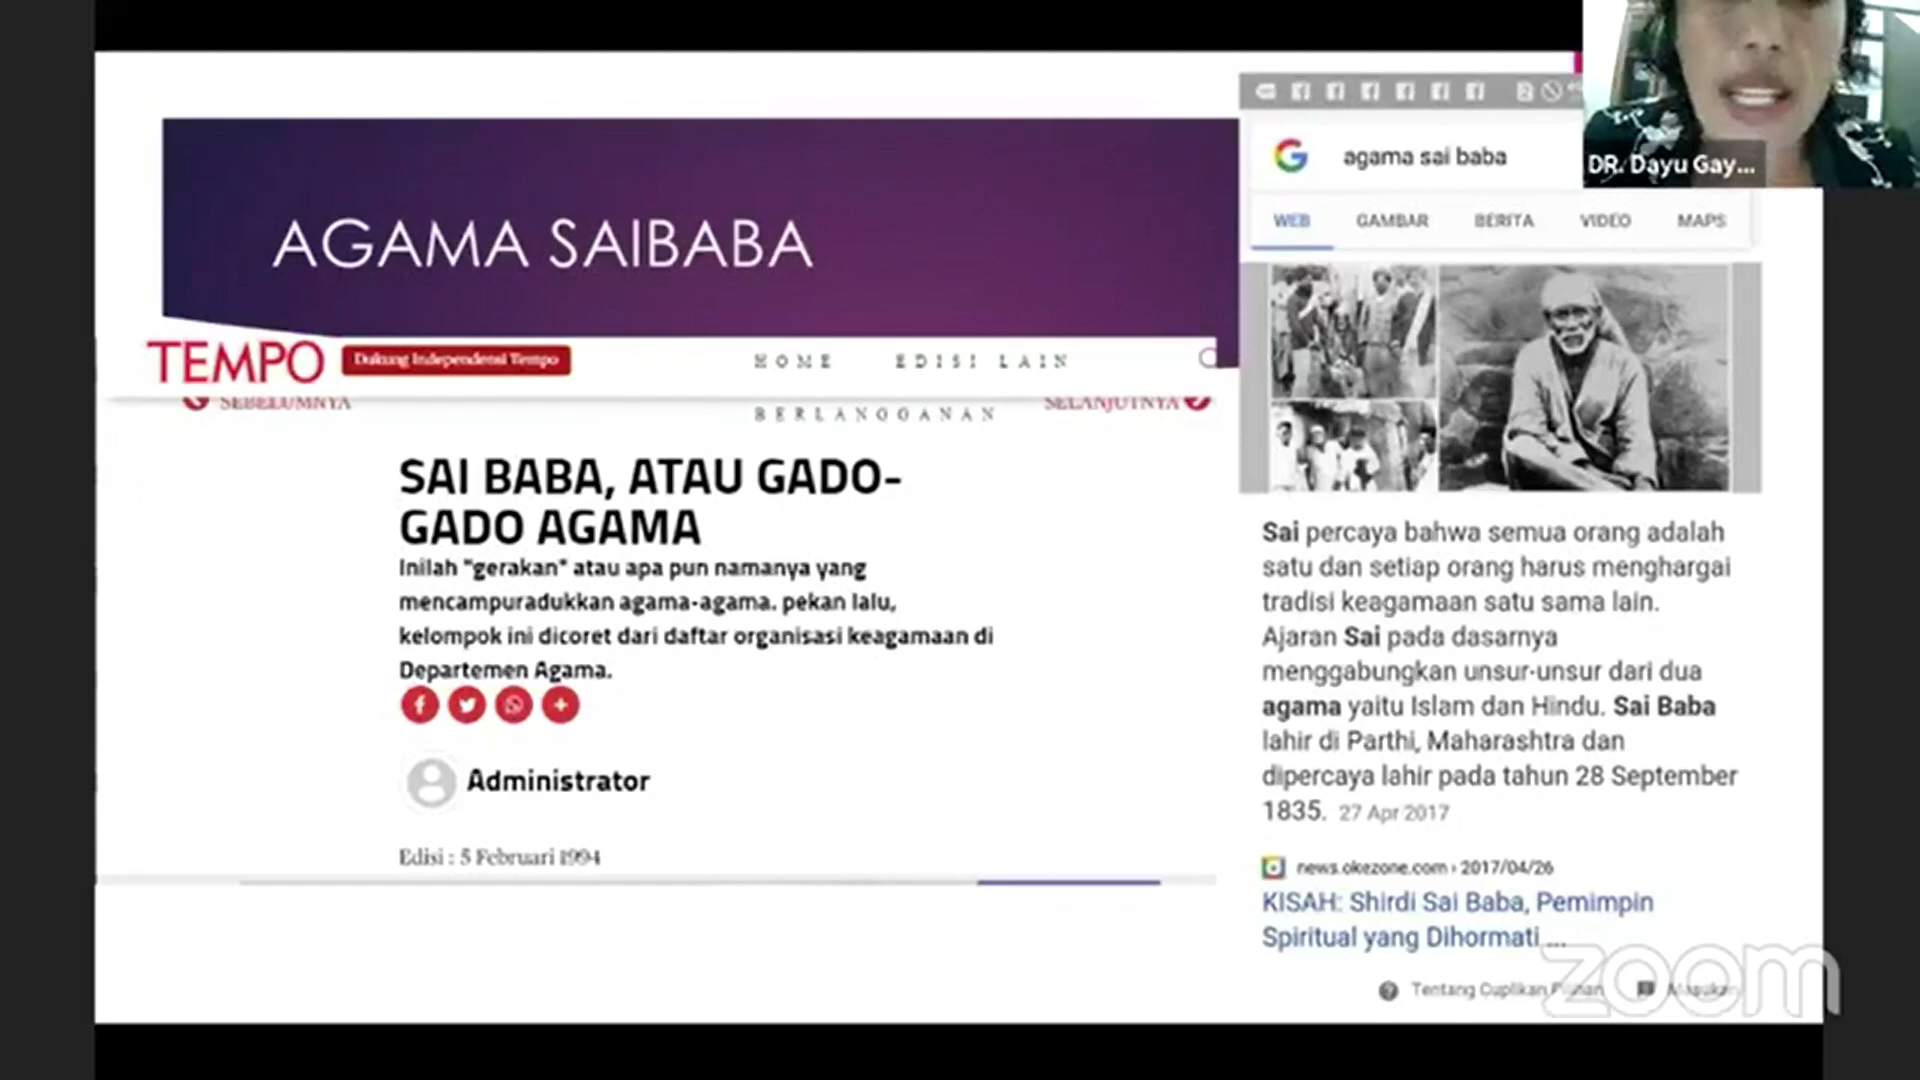 AGAMA SAIBABA
TEMPO
Dukung Independensi Tempo
HOME
EDISI LAIN
SEBELUMNYA
BERLANGGANAN
SELANJUTNYA
SAI BABA, ATAU GADO-
GADO AGAMA
Inilah "gerakan" atau apa pun namanya yang
mencampuradukkan agama-agama. pekan lalu,
kelompok ini dicoret dari daftar organisasi keagamaan di
Departemen Agama.
Administrator
Edisi : 5 Februari 1994
agama sai baba
WEB
GAMBAR
BERITA
VIDEO
MAPS
Sai percaya bahwa semua orang adalah
satu dan setiap orang harus menghargai
tradisi keagamaan satu sama lain.
Ajaran Sai pada dasarnya
menggabungkan unsur-unsur dari dua
agama yaitu Islam dan Hindu. Sai Baba
lahir di Parthi, Maharashtra dan
dipercaya lahir pada tahun 28 September
1835. 27 Apr 2017
news.okezone.com › 2017/04/26
KISAH: Shirdi Sai Baba, Pemimpin
Spiritual yang Dihormati ...
Tentang Cuplikan Pilihan
Masukan
DR. Dayu Gay...
zoom